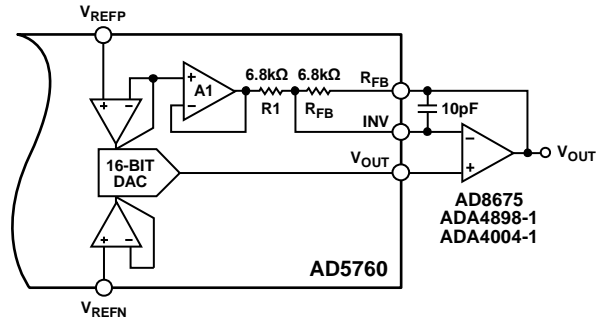 VREFP
6.8kΩ 6.8kΩ
RFB
+ −
+
A1
−
R1 RFB
10pF
INV
−
16-BIT
DAC
VOUT
VOUT
+
AD8675
ADA4898-1
ADA4004-1
+ −
AD5760
VREFN